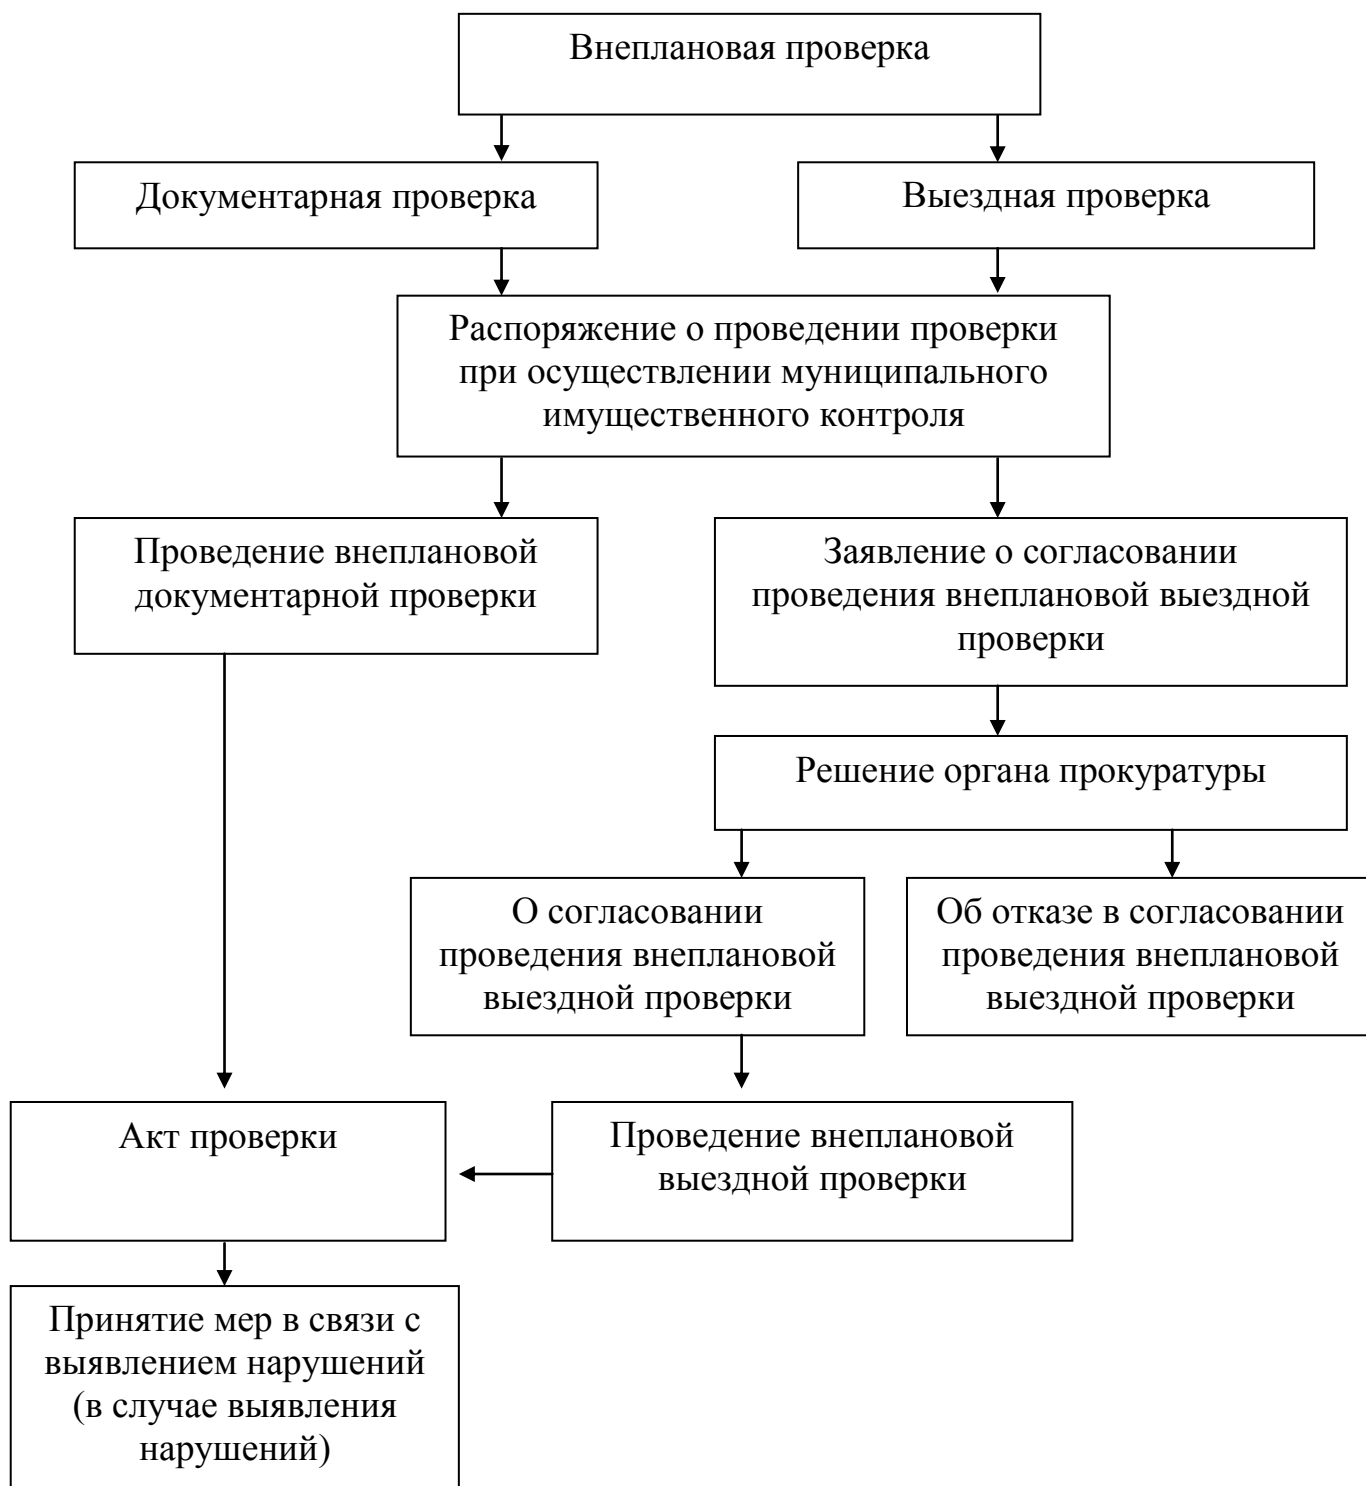 Внеплановая проверка
Документарная проверка
Выездная проверка
Распоряжение о проведении проверки
при осуществлении муниципального
имущественного контроля
Проведение внеплановой
документарной проверки
Заявление о согласовании
проведения внеплановой выездной
проверки
Решение органа прокуратуры
О согласовании
проведения внеплановой
выездной проверки
Об отказе в согласовании
проведения внеплановой
выездной проверки
Акт проверки
Проведение внеплановой
выездной проверки
Принятие мер в связи с
выявлением нарушений
(в случае выявления
нарушений)